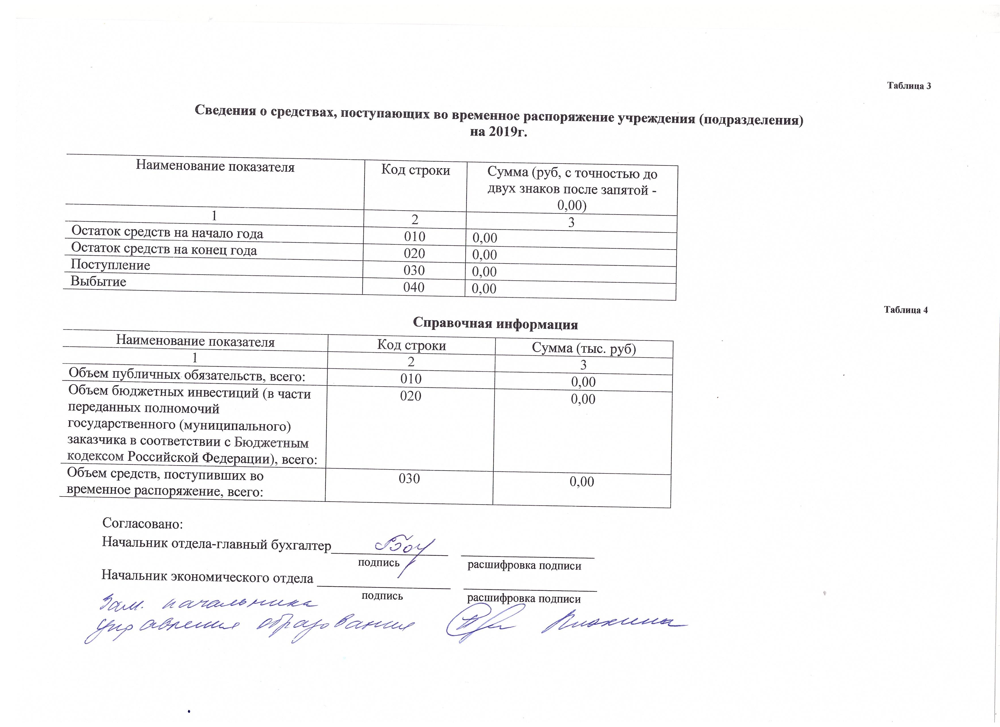 Таблица 3
Сведения о средствах, поступающих во временное распоряжение учреждения (подразделения)
на 2019г.
Наименование показателя Код строки Сумма (руб, с точностью до
двух знаков после запятой -
0,00)
1 2 3
Остаток средств на начало года 010 0,00
Остаток средств на конец года 020 0,00
Поступление 030 0,00
Выбытие 040 0,00
Таблица 4
Справочная информация
Наименование показателя Код строки Сумма (тыс. руб)
1 2 3
Объем публичных обязательств, всего: 010 0,00
Объем бюджетных инвестиций (в части 020 0,00
переданных полномочий
государственного (муниципального)
заказчика в соответствии с Бюджетным
кодексом Российской Федерации), всего:
Объем средств, поступивших во 030 0,00
временное распоряжение, всего:
Согласовано:
Начальник отдела-главный бухгалтер
подпись расшифровка подписи
Начальник экономического отдела
подпись расшифровка подписи
Зам. начальника
управления образования